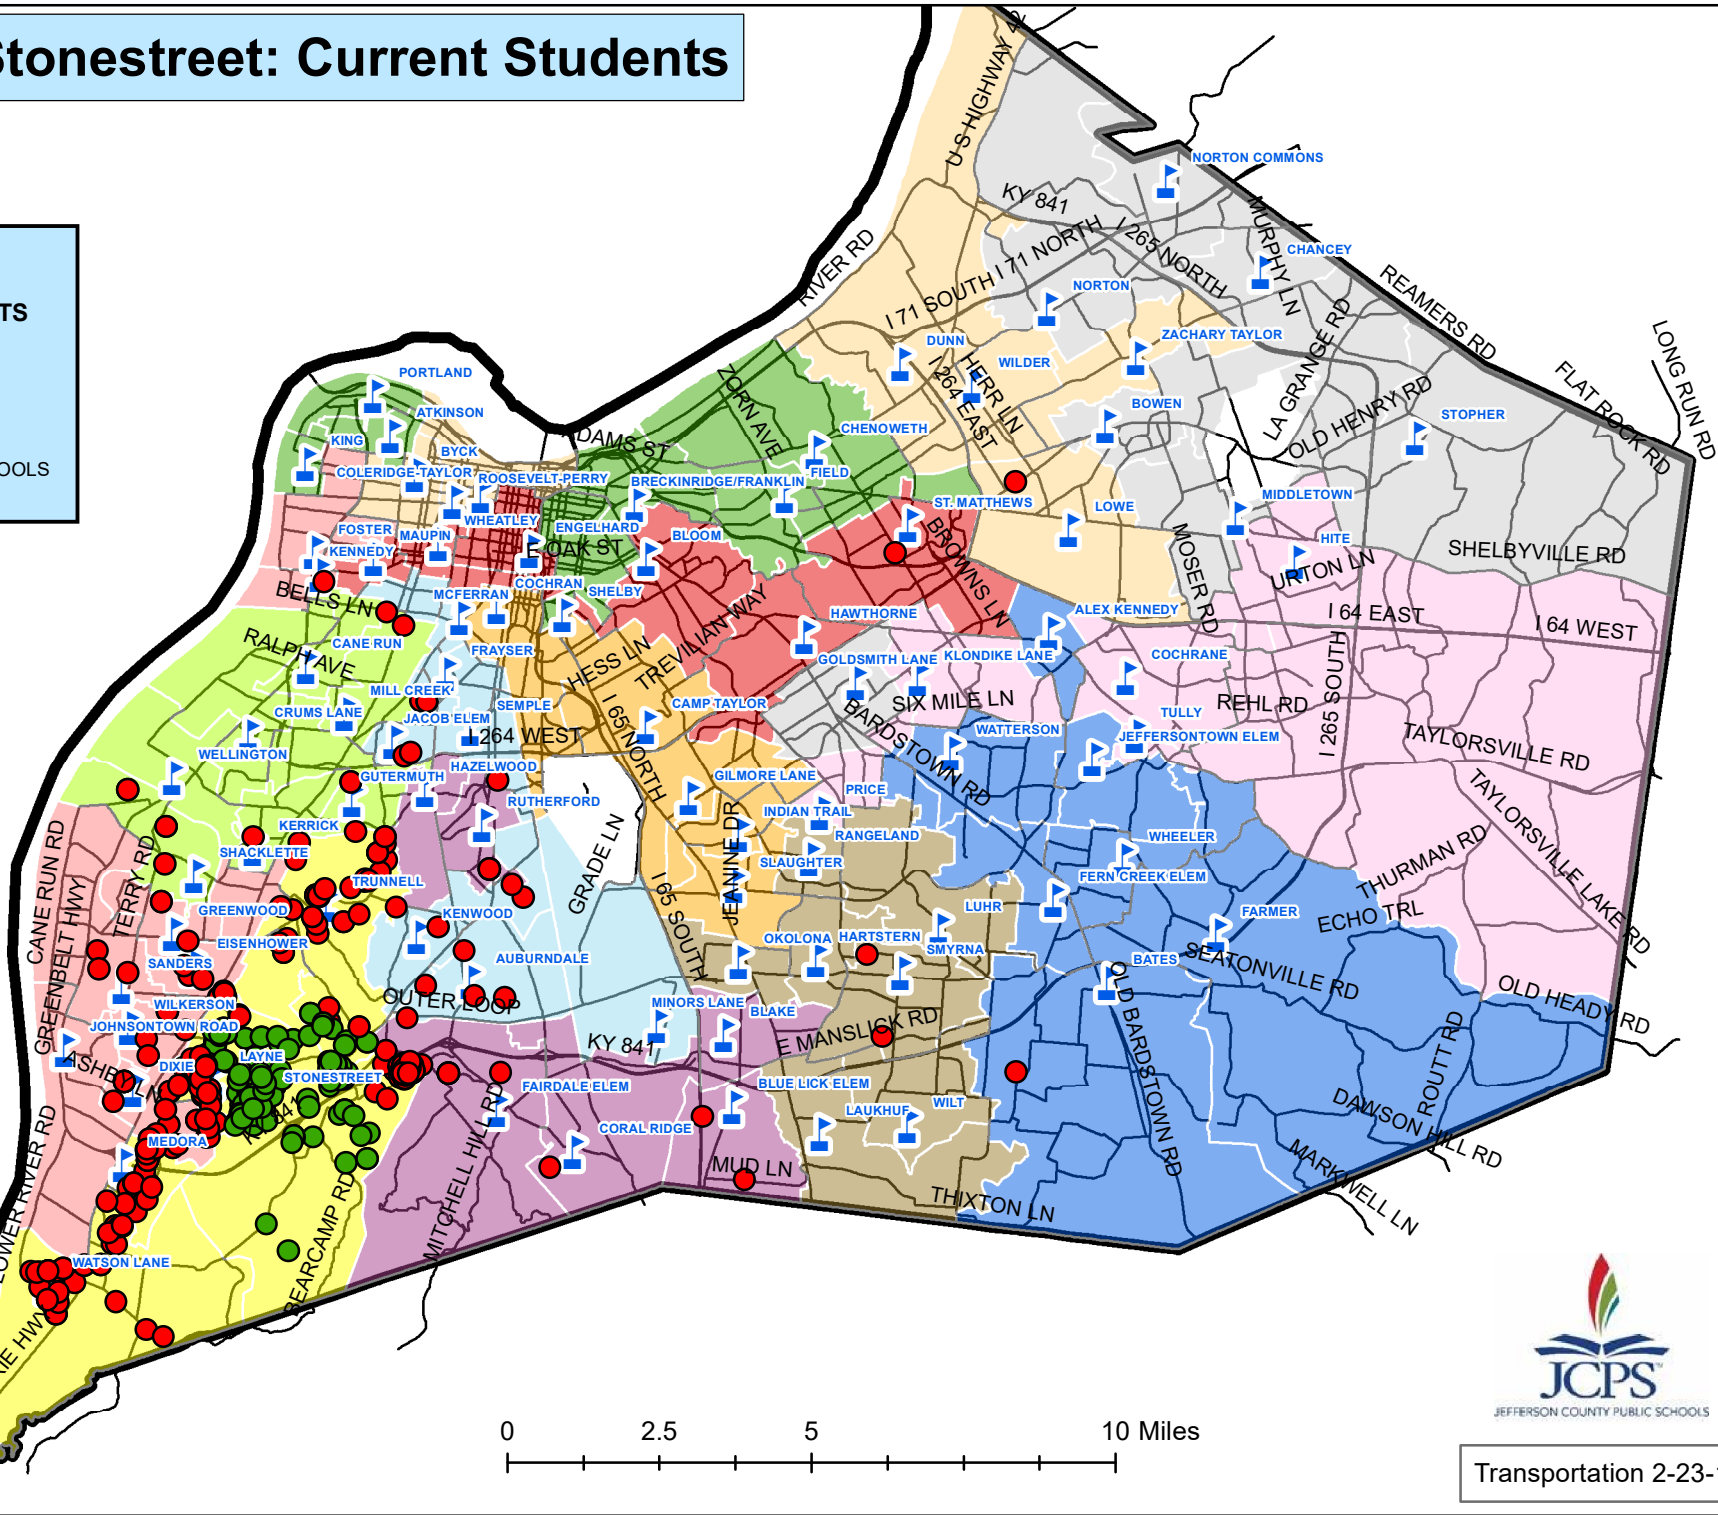 Stonestreet: Current Students
TS
OOLS
U S HIGHWAY 42
NORTON COMMONS
KY 841
I 71 NORTH
I 265 NORTH
MURPHY LN
CHANCEY
RIVER RD
I 71 SOUTH
NORTON
REAMERS RD
LA GRANGE RD
ZACHARY TAYLOR
DUNN
WILDER
HERR LN
I 264 EAST
LONG RUN RD
FLAT ROCK RD
PORTLAND
ZORN AVE
OLD HENRY RD
BOWEN
STOPHER
ATKINSON
KING
BYCK
ADAMS ST
CHENOWETH
COLERIDGE-TAYLOR
ROOSEVELT-PERRY
BRECKINRIDGE/FRANKLIN
FIELD
ST. MATTHEWS
LOWE
MIDDLETOWN
WHEATLEY
ENGELHARD
BLOOM
BROWNS LN
MOSER RD
HITE
SHELBYVILLE RD
FOSTER
MAUPIN
KENNEDY
E OAK ST
URTON LN
BELLS LN
MCFERRAN
COCHRAN
SHELBY
HAWTHORNE
ALEX KENNEDY
I 64 EAST
I 64 WEST
RALPH AVE
CANE RUN
FRAYSER
HESS LN
TREVILIAN WAY
GOLDSMITH LANE
KLONDIKE LANE
COCHRANE
MILL CREEK
SEMPLE
CAMP TAYLOR
SIX MILE LN
REHL RD
I 265 SOUTH
CRUMS LANE
JACOB ELEM
I 264 WEST
I 65 NORTH
BARDSTOWN RD
WATTERSON
TULLY
JEFFERSONTOWN ELEM
TAYLORSVILLE RD
WELLINGTON
GUTERMUTH
HAZELWOOD
GILMORE LANE
PRICE
RUTHERFORD
INDIAN TRAIL
RANGELAND
TAYLORSVILLE LAKE RD
CANE RUN RD
KERRICK
SHACKLETTE
GRADE LN
JEANINE DR
SLAUGHTER
WHEELER
THURMAN RD
TERRY RD
GREENBELT HWY
TRUNNELL
FERN CREEK ELEM
GREENWOOD
KENWOOD
LUHR
FARMER
ECHO TRL
EISENHOWER
I 65 SOUTH
OKOLONA
HARTSTERN
SMYRNA
SANDERS
AUBURNDALE
BATES
SEATONVILLE RD
WILKERSON
OUTER LOOP
MINORS LANE
BLAKE
OLD HEADY RD
JOHNSONTOWN ROAD
E MANSLICK RD
KY 841
OLD BARDSTOWN RD
ROUTT RD
ASHBY LN
DIXIE
LAYNE
STONESTREET
FAIRDALE ELEM
BLUE LICK ELEM
WILT
DAWSON HILL RD
MEDORA
MITCHELL HILL RD
CORAL RIDGE
MUD LN
MARKWELL LN
THIXTON LN
BEARCAMP RD
LOWER RIVER RD
WATSON LANE
IE HWY
0 2.5 5 10 Miles
JCPS
JEFFERSON COUNTY PUBLIC SCHOOLS
Transportation 2-23-